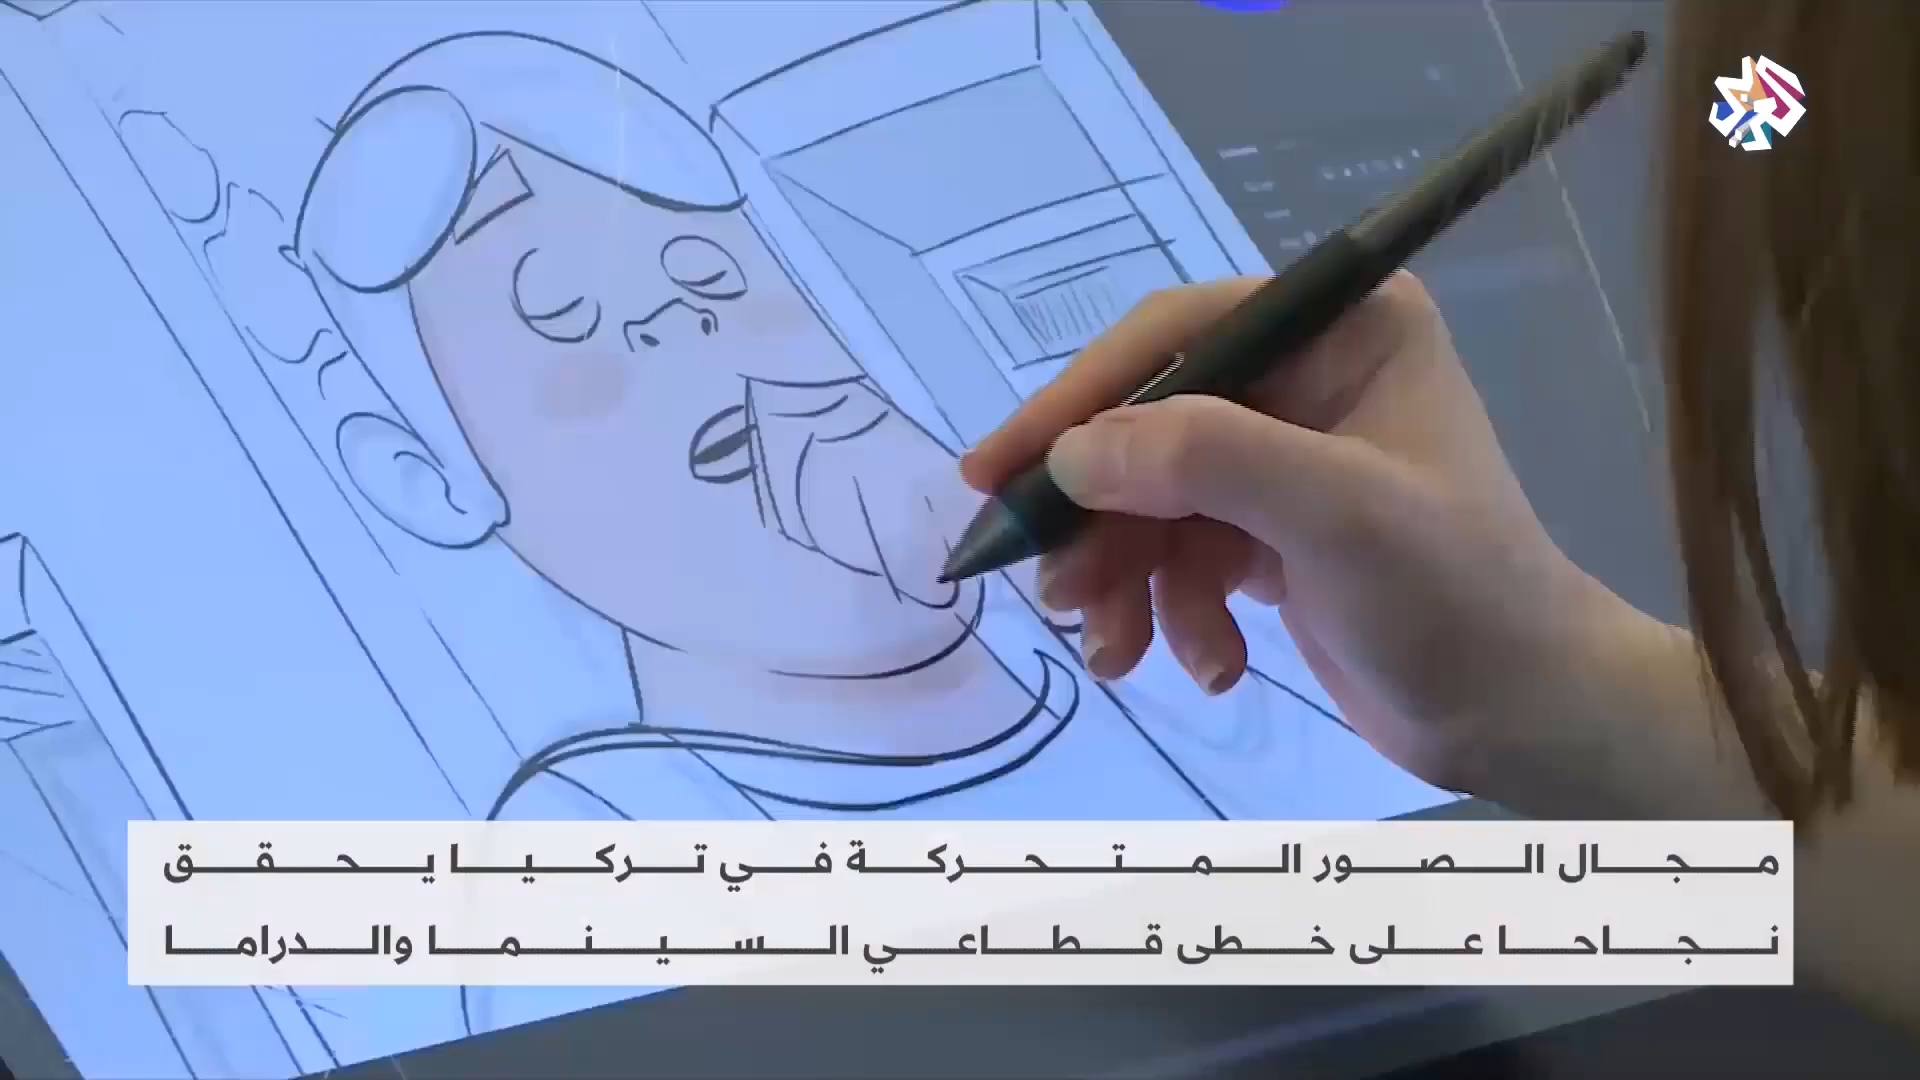 مجال الصور المتحركة في تركيا يحقق
نجاحا على خطى قطاعي السينما والدراما